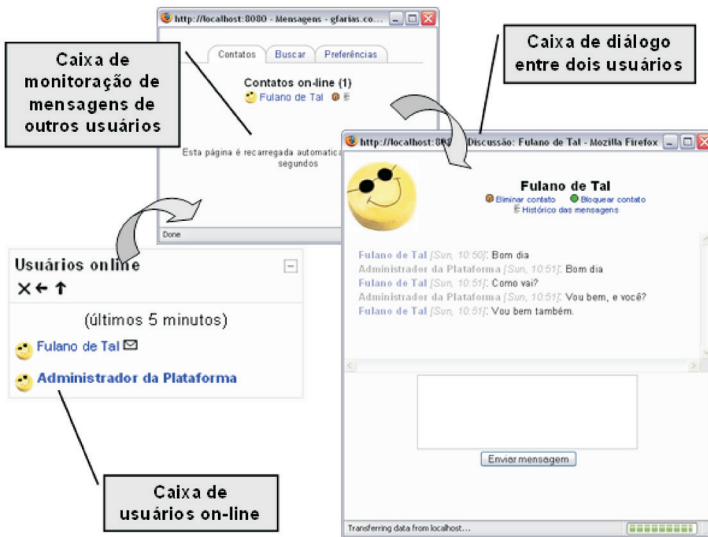 http://localhost:8080 - Mensagens - gfarias.co...
Contatos
Buscar
Preferências
Contatos on-line (1)
Fulano de Tal
Esta página é recarregada
segundos
Done
Caixa de
monitoração de
mensagens de
outros usuários
Caixa de diálogo
entre dois usuários
Discussão: Fulano de Tal - Mozilla Firefox
Fulano de Tal
Eliminar contato
Bloquear contato
Histórico das mensagens
Fulano de Tal [Sun, 10:50]: Bom dia
Administrador da Plataforma [Sun, 10:51]: Bom dia
Fulano de Tal [Sun, 10:51]: Como vai?
Administrador da Plataforma [Sun, 10:51]: Vou bem, e você?
Fulano de Tal [Sun, 10:51]: Vou bem também.
Enviar mensagem
Transferring data from localhost...
Usuários online
(últimos 5 minutos)
Fulano de Tal
Administrador da Plataforma
Caixa de
usuários on-line